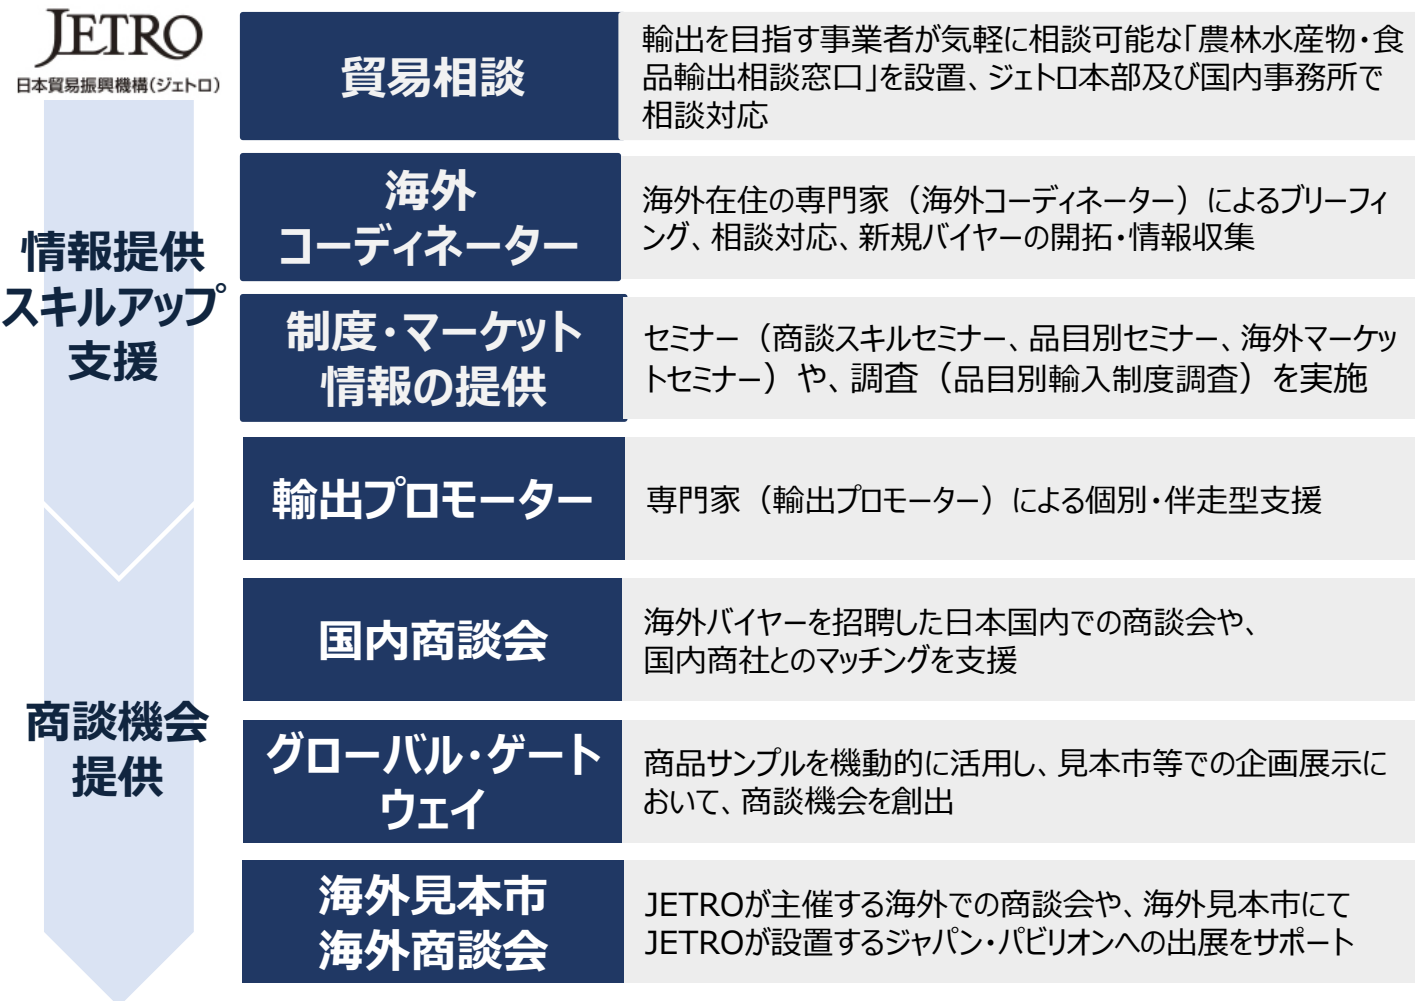 JETRO
日本貿易振興機構(ジェトロ)
情報提供
スキルアップ
支援
商談機会
提供
貿易相談
輸出を目指す事業者が気軽に相談可能な「農林水産物・食
品輸出相談窓口」を設置、ジェトロ本部及び国内事務所で
相談対応
海外
コーディネーター
海外在住の専門家（海外コーディネーター）によるブリーフィ
ング、相談対応、新規バイヤーの開拓・情報収集
制度・マーケット
情報の提供
セミナー（商談スキルセミナー、品目別セミナー、海外マーケッ
トセミナー）や、調査（品目別輸入制度調査）を実施
輸出プロモーター
専門家（輸出プロモーター）による個別・伴走型支援
国内商談会
海外バイヤーを招聘した日本国内での商談会や、
国内商社とのマッチングを支援
グローバル・ゲート
ウェイ
商品サンプルを機動的に活用し、見本市等での企画展示に
おいて、商談機会を創出
海外見本市
海外商談会
JETROが主催する海外での商談会や、海外見本市にて
JETROが設置するジャパン・パビリオンへの出展をサポート